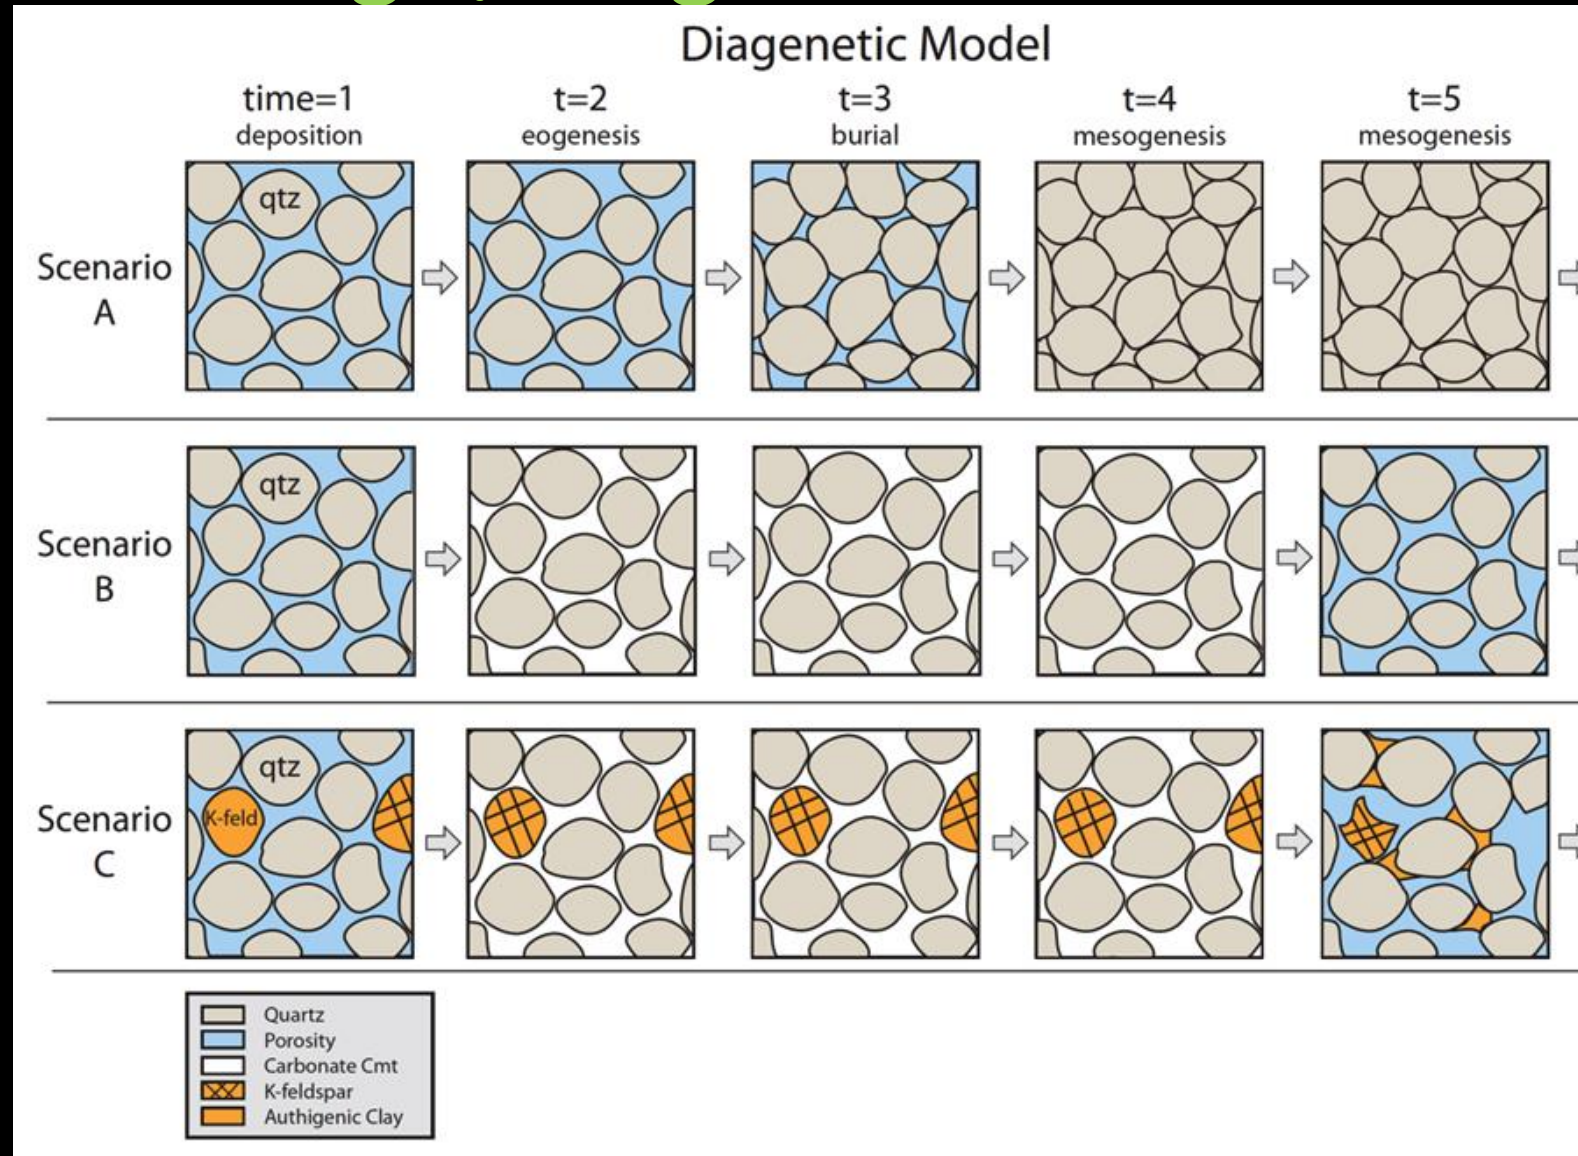 Diagenetic Model
time=1 t=2 t=3 t=4 t=5
deposition eogenesis burial mesogenesis mesogenesis
qtz
Scenario
A
qtz
Scenario
B
qtz
K-feld
Scenario
C
Quartz
Porosity
Carbonate Cmt
K-feldspar
Authigenic Clay